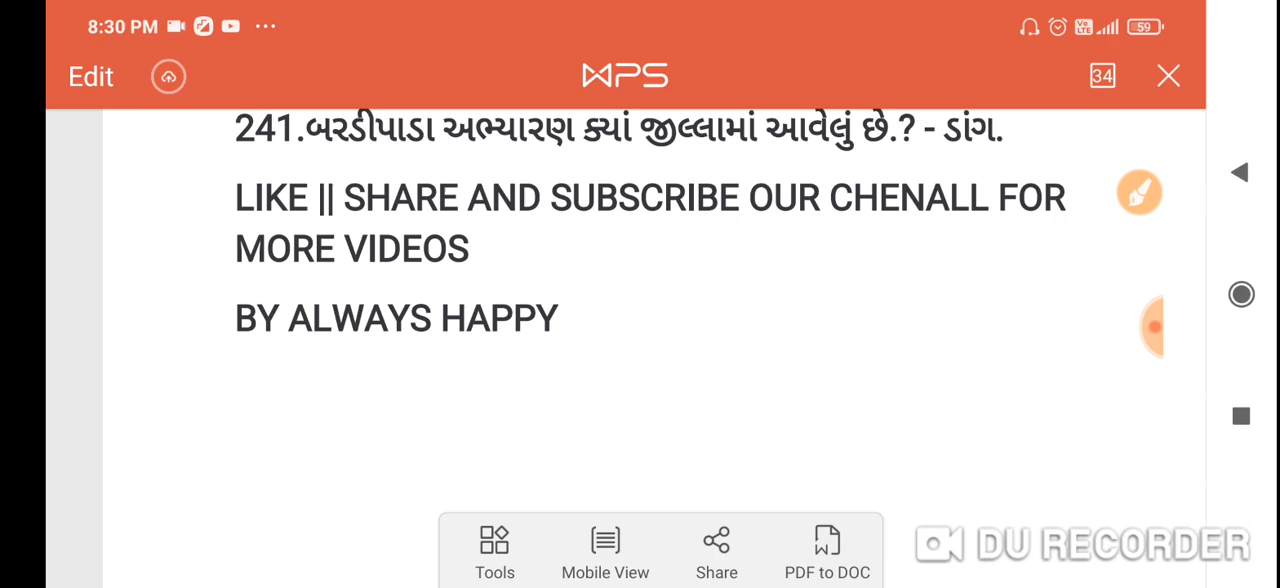 8:30 PM 59
Edit WPS 34
241.બરડીપાડા અભ્યારણ ક્યાં જીલ્લામાં આવેલું છે.? - ડાંગ.
LIKE || SHARE AND SUBSCRIBE OUR CHENALL FOR
MORE VIDEOS
BY ALWAYS HAPPY
Tools Mobile View Share PDF to DOC
DU RECORDER